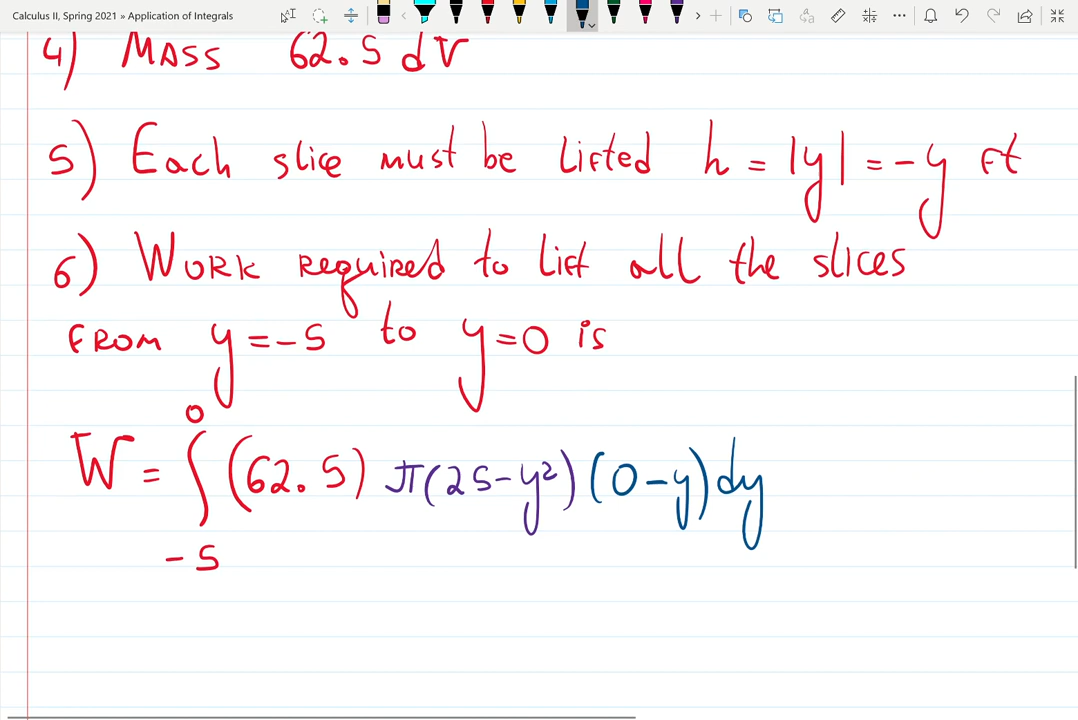 Calculus II, Spring 2021 » Application of Integrals
4) MASS 62.5 dV
5) Each slice must be Lifted h = |y| = -y ft
6) WORK required to Lift all the slices
FROM y = -5 to y = 0 is
W = ∫_{-5}^{0} (62.5) π(25-y²)(0-y)dy